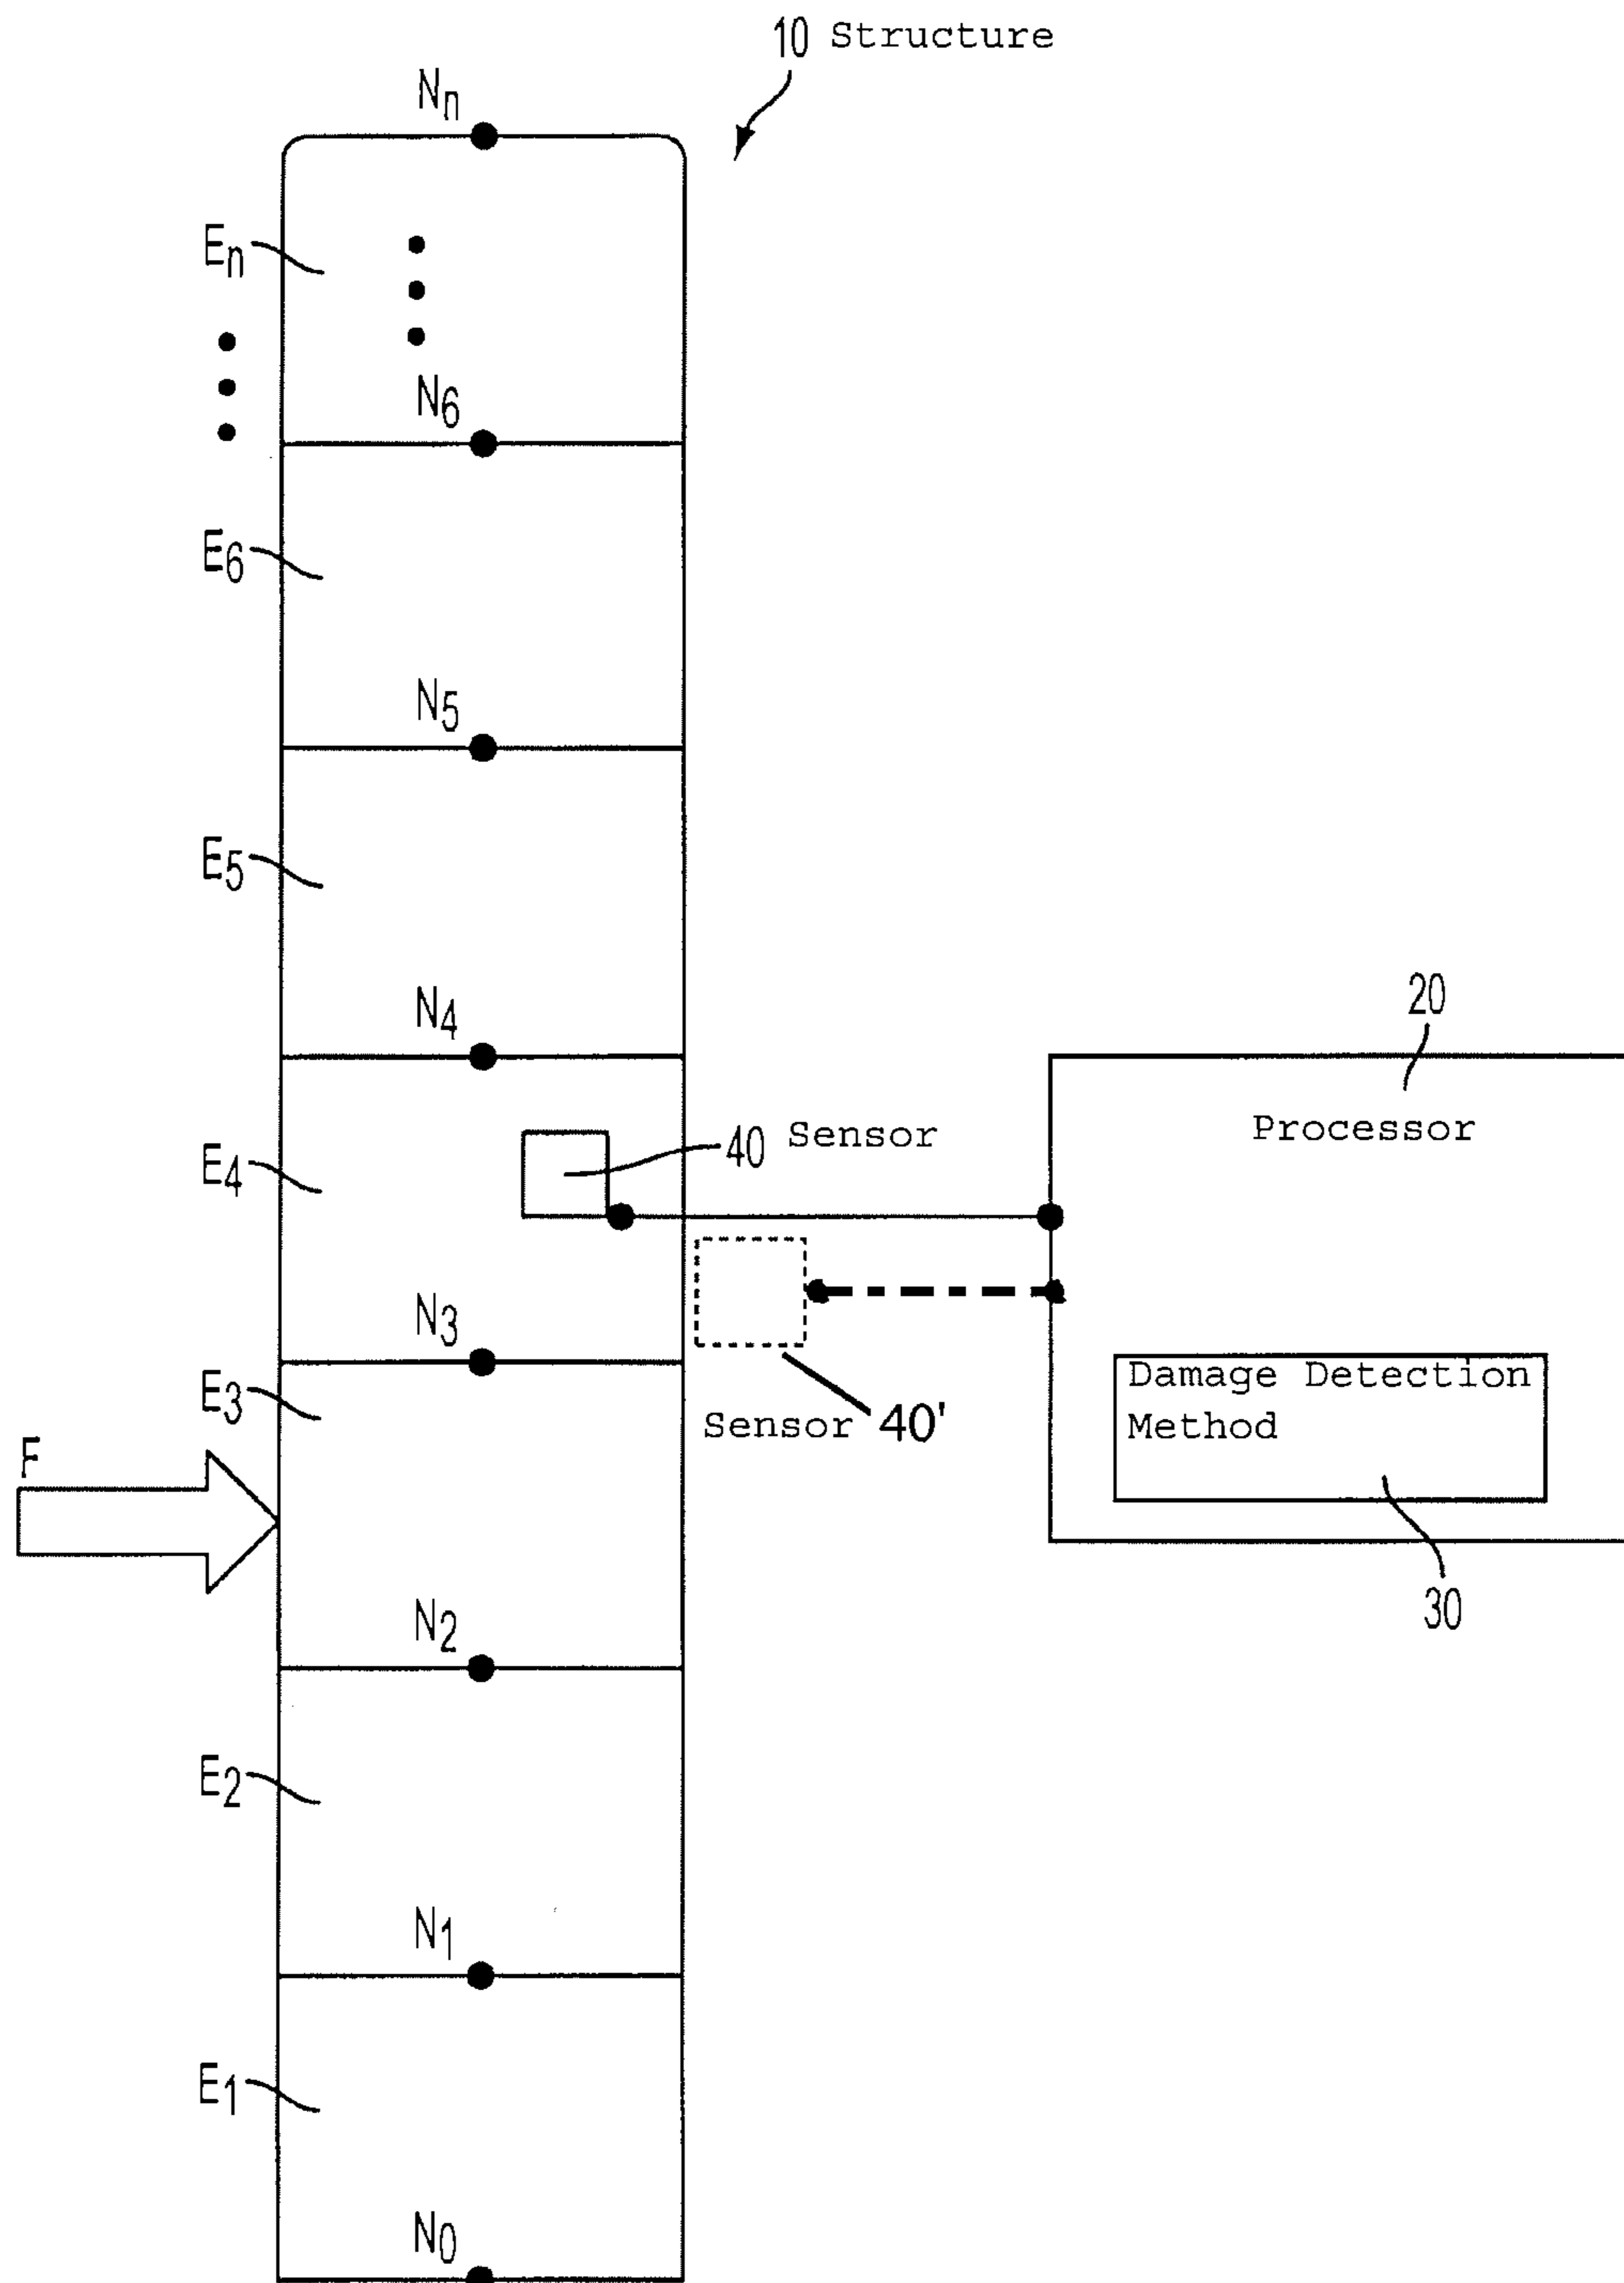 10 Structure
Nn
En
N6
E6
N5
E5
N4
20
Processor
E4
40 Sensor
N3
E3
Sensor 40'
Damage Detection
Method
F
30
N2
E2
N1
E1
N0